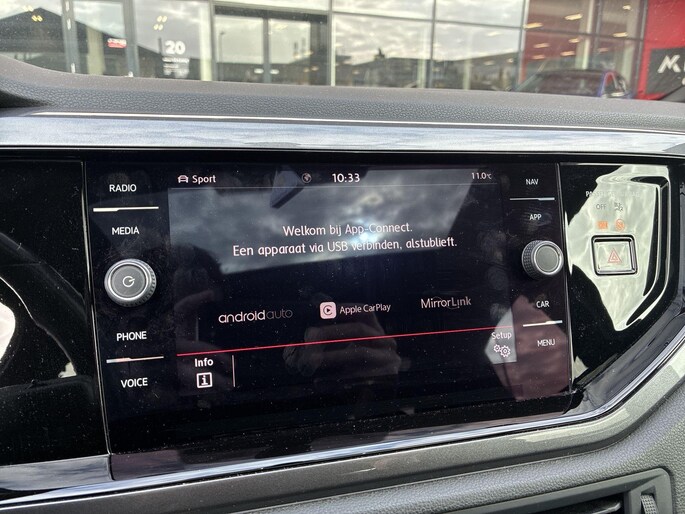 20
RADIO
MEDIA
PHONE
VOICE
Sport
10:33
11.0°C
Welkom bij App-Connect.
Een apparaat via USB verbinden, alstublieft.
androidauto
Apple CarPlay
MirrorLink
Setup
Info
NAV
APP
CAR
MENU
OFF